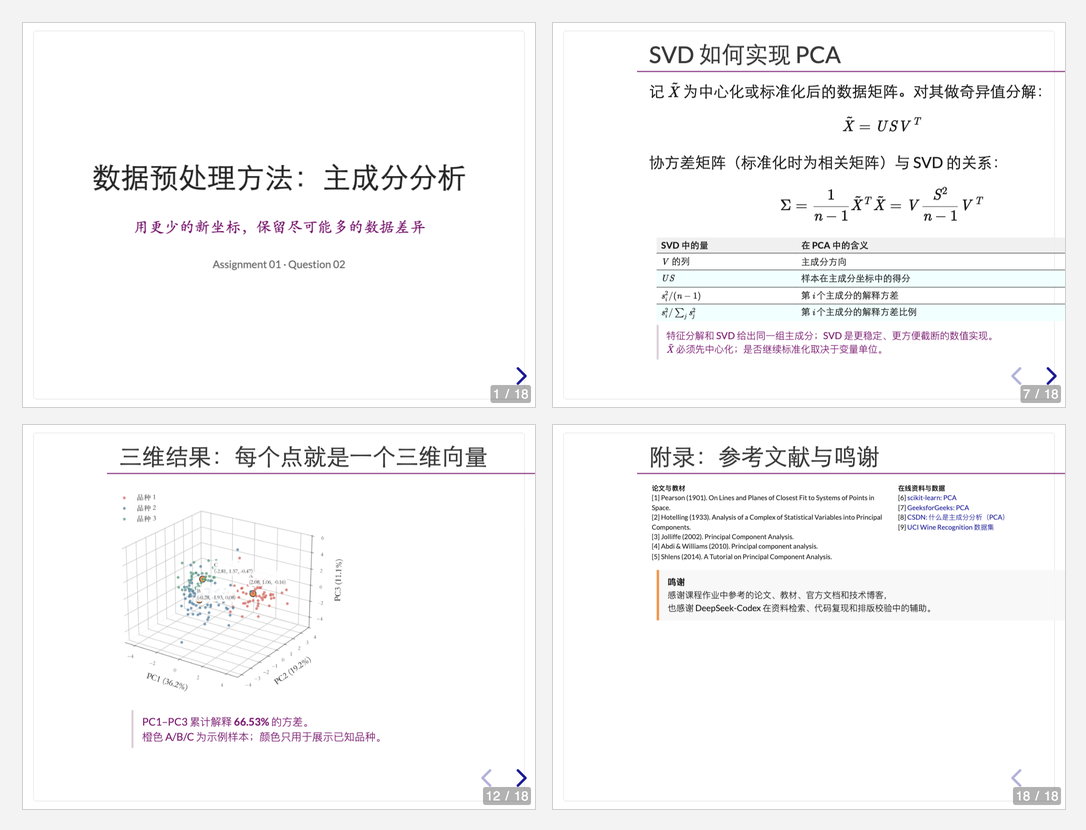 数据预处理方法：主成分分析
用更少的新坐标，保留尽可能多的数据差异
Assignment 01 · Question 02
1 / 18
SVD 如何实现 PCA
记 X̃ 为中心化或标准化后的数据矩阵。对其做奇异值分解：
X̃ = USV^T
协方差矩阵（标准化时为相关矩阵）与 SVD 的关系：
Σ = 1/(n − 1) X̃^T X̃ = V S^2/(n − 1) V^T
SVD 中的量 在 PCA 中的含义
V 的列 主成分方向
US 样本在主成分坐标中的得分
s_i^2/(n − 1) 第 i 个主成分的解释方差
s_i^2/∑_j s_j^2 第 i 个主成分的解释方差比例
特征分解和 SVD 给出同一组主成分；SVD 是更稳定、更方便截断的数值实现。
X̃ 必须先中心化；是否继续标准化取决于变量单位。
7 / 18
三维结果：每个点就是一个三维向量
品种 1
品种 2
品种 3
PC1 (36.2%)
PC2 (19.2%)
PC3 (11.1%)
PC1–PC3 累计解释 66.53% 的方差。
橙色 A/B/C 为示例样本；颜色只用于展示已知品种。
12 / 18
附录：参考文献与鸣谢
论文与教材
[1] Pearson (1901). On Lines and Planes of Closest Fit to Systems of Points in
Space.
[2] Hotelling (1933). Analysis of a Complex of Statistical Variables into Principal
Components.
[3] Jolliffe (2002). Principal Component Analysis.
[4] Abdi & Williams (2010). Principal component analysis.
[5] Shlens (2014). A Tutorial on Principal Component Analysis.
在线资料与数据
[6] scikit-learn: PCA
[7] GeeksforGeeks: PCA
[8] CSDN: 什么是主成分分析（PCA）
[9] UCI Wine Recognition 数据集
鸣谢
感谢课程作业中参考的论文、教材、官方文档和技术博客，
也感谢 DeepSeek-Codex 在资料检索、代码复现和排版校验中的辅助。
18 / 18